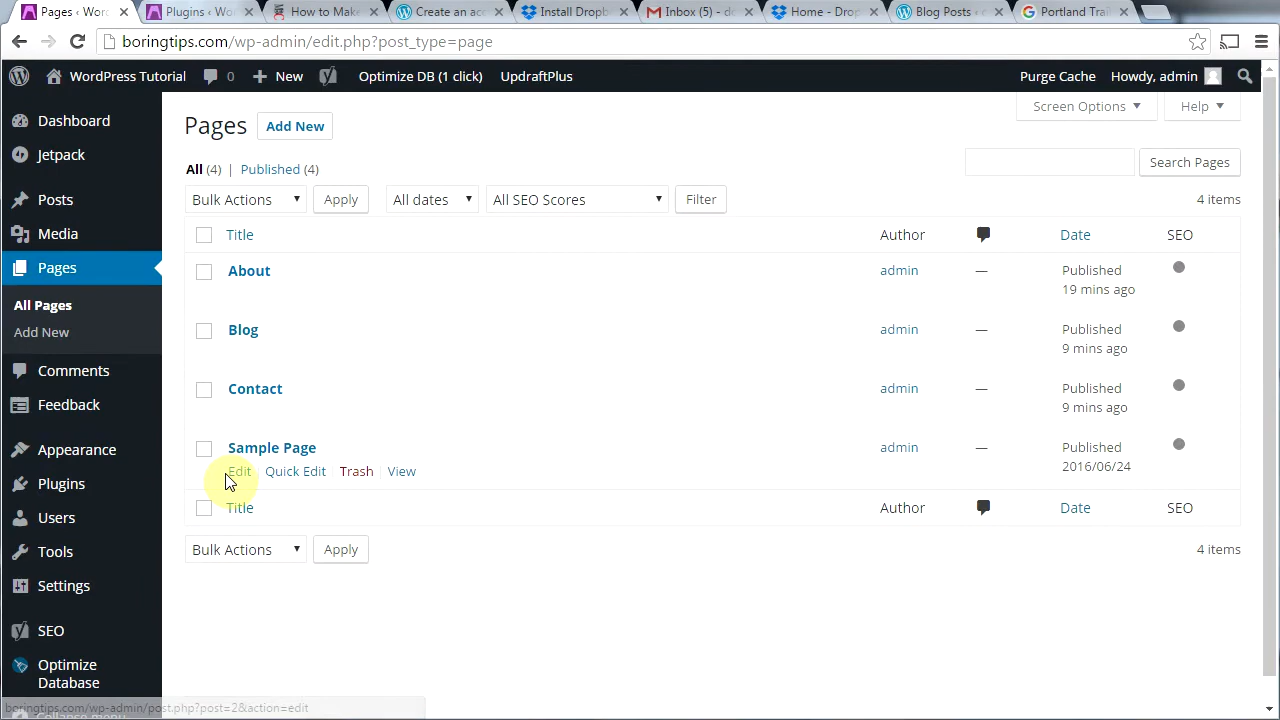 Pages ‹ Wor
Plugins ‹ Wo
How to Make
Create an acc
Install Dropb
Inbox (5) - d
Home - Drop
Blog Posts ‹
Portland Trail
boringtips.com/wp-admin/edit.php?post_type=page
WordPress Tutorial 0 New Optimize DB (1 click) UpdraftPlus Purge Cache Howdy, admin
Dashboard
Jetpack
Posts
Media
Pages
All Pages
Add New
Comments
Feedback
Appearance
Plugins
Users
Tools
Settings
SEO
Optimize
Database
Collapse menu
Screen Options Help
Pages Add New
All (4) | Published (4)
Search Pages
Bulk Actions Apply All dates All SEO Scores Filter 4 items
Title Author Date SEO
About admin — Published
19 mins ago
Blog admin — Published
9 mins ago
Contact admin — Published
9 mins ago
Sample Page admin — Published
Edit | Quick Edit | Trash | View 2016/06/24
Title Author Date SEO
Bulk Actions Apply 4 items
boringtips.com/wp-admin/post.php?post=2&action=edit